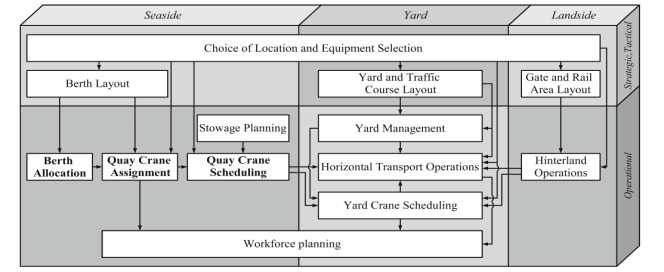 Seaside
Yard
Landside
Choice of Location and Equipment Selection
Strategic,Tactical
Berth Layout
Yard and Traffic
Course Layout
Gate and Rail
Area Layout
Stowage Planning
Yard Management
Berth
Allocation
Quay Crane
Assignment
Quay Crane
Scheduling
Horizontal Transport Operations
Hinterland
Operations
Operational
Yard Crane Scheduling
Workforce planning